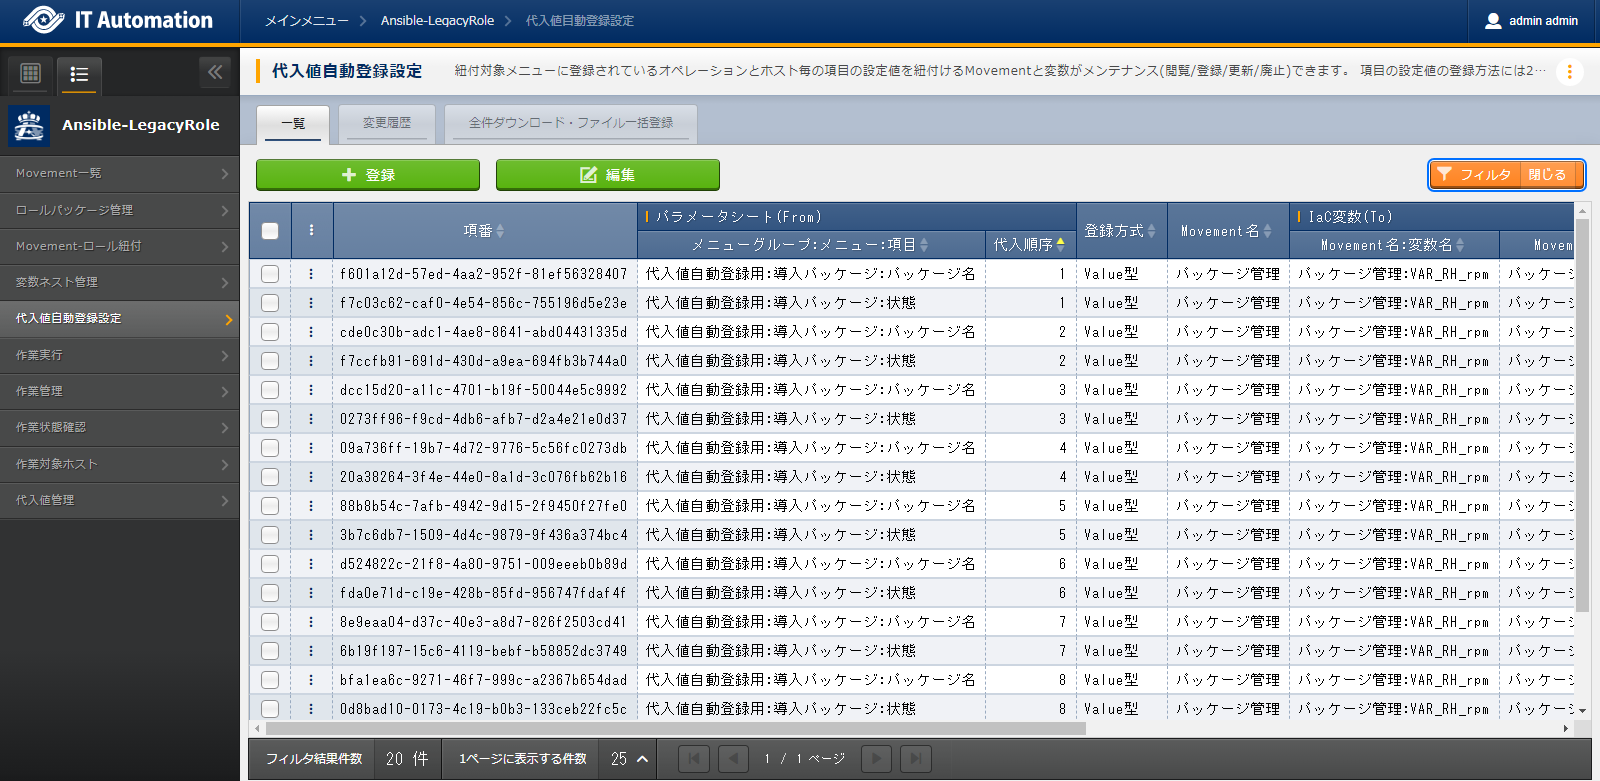 IT Automation
メインメニュー > Ansible-LegacyRole > 代入値自動登録設定
admin admin
Ansible-LegacyRole
Movement一覧
ロールパッケージ管理
Movement-ロール紐付
変数ネスト管理
代入値自動登録設定
作業実行
作業管理
作業状態確認
作業対象ホスト
代入値管理
代入値自動登録設定 紐付対象メニューに登録されているオペレーションとホスト毎の項目の設定値を紐付けるMovementと変数がメンテナンス(閲覧/登録/更新/廃止)できます。 項目の設定値の登録方法には2…
一覧 変更履歴 全件ダウンロード・ファイル一括登録
登録 編集 フィルタ 閉じる
項番 パラメータシート(From) 登録方式 Movement名 IaC変数(To)
メニューグループ:メニュー:項目 代入順序 Movement名:変数名 Movem
f601a12d-57ed-4aa2-952f-81ef56328407 代入値自動登録用:導入パッケージ:パッケージ名 1 Value型 パッケージ管理 パッケージ管理:VAR_RH_rpm パッケージ
f7c03c62-caf0-4e54-856c-755196d5e23e 代入値自動登録用:導入パッケージ:状態 1 Value型 パッケージ管理 パッケージ管理:VAR_RH_rpm パッケージ
cde0c30b-adc1-4ae8-8641-abd04431335d 代入値自動登録用:導入パッケージ:パッケージ名 2 Value型 パッケージ管理 パッケージ管理:VAR_RH_rpm パッケージ
f7ccfb91-691d-430d-a9ea-694fb3b744a0 代入値自動登録用:導入パッケージ:状態 2 Value型 パッケージ管理 パッケージ管理:VAR_RH_rpm パッケージ
dcc15d20-a11c-4701-b19f-50044e5c9992 代入値自動登録用:導入パッケージ:パッケージ名 3 Value型 パッケージ管理 パッケージ管理:VAR_RH_rpm パッケージ
0273ff96-f9cd-4db6-afb7-d2a4e21e0d37 代入値自動登録用:導入パッケージ:状態 3 Value型 パッケージ管理 パッケージ管理:VAR_RH_rpm パッケージ
09a736ff-19b7-4d72-9776-5c56fc0273db 代入値自動登録用:導入パッケージ:パッケージ名 4 Value型 パッケージ管理 パッケージ管理:VAR_RH_rpm パッケージ
20a38264-3f4e-44e0-8a1d-3c076fb62b16 代入値自動登録用:導入パッケージ:状態 4 Value型 パッケージ管理 パッケージ管理:VAR_RH_rpm パッケージ
88b8b54c-7afb-4942-9d15-2f9450f27fe0 代入値自動登録用:導入パッケージ:パッケージ名 5 Value型 パッケージ管理 パッケージ管理:VAR_RH_rpm パッケージ
3b7c6db7-1509-4d4c-9879-9f436a374bc4 代入値自動登録用:導入パッケージ:状態 5 Value型 パッケージ管理 パッケージ管理:VAR_RH_rpm パッケージ
d524822c-21f8-4a80-9751-009eeeb0b89d 代入値自動登録用:導入パッケージ:パッケージ名 6 Value型 パッケージ管理 パッケージ管理:VAR_RH_rpm パッケージ
fda0e71d-c19e-428b-85fd-956747fdaf4f 代入値自動登録用:導入パッケージ:状態 6 Value型 パッケージ管理 パッケージ管理:VAR_RH_rpm パッケージ
8e9eaa04-d37c-40e3-a8d7-826f2503cd41 代入値自動登録用:導入パッケージ:パッケージ名 7 Value型 パッケージ管理 パッケージ管理:VAR_RH_rpm パッケージ
6b19f197-15c6-4119-bebf-b58852dc3749 代入値自動登録用:導入パッケージ:状態 7 Value型 パッケージ管理 パッケージ管理:VAR_RH_rpm パッケージ
bfa1ea6c-9271-46f7-999c-a2367b654dad 代入値自動登録用:導入パッケージ:パッケージ名 8 Value型 パッケージ管理 パッケージ管理:VAR_RH_rpm パッケージ
0d8bad10-0173-4c19-b0b3-133ceb22fc5c 代入値自動登録用:導入パッケージ:状態 8 Value型 パッケージ管理 パッケージ管理:VAR_RH_rpm パッケージ
フィルタ結果件数 20 件 1ページに表示する件数 25 1 / 1 ページ